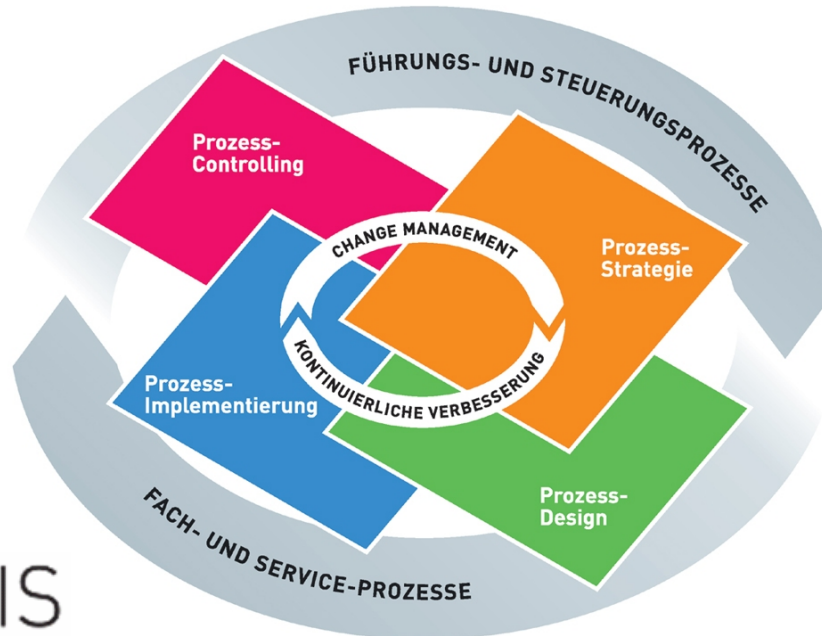 FÜHRUNGS- UND STEUERUNGSPROZESSE
Prozess-
Controlling
CHANGE MANAGEMENT
Prozess-
Strategie
KONTINUIERLICHE VERBESSERUNG
Prozess-
Implementierung
Prozess-
Design
FACH- UND SERVICE-PROZESSE
IS